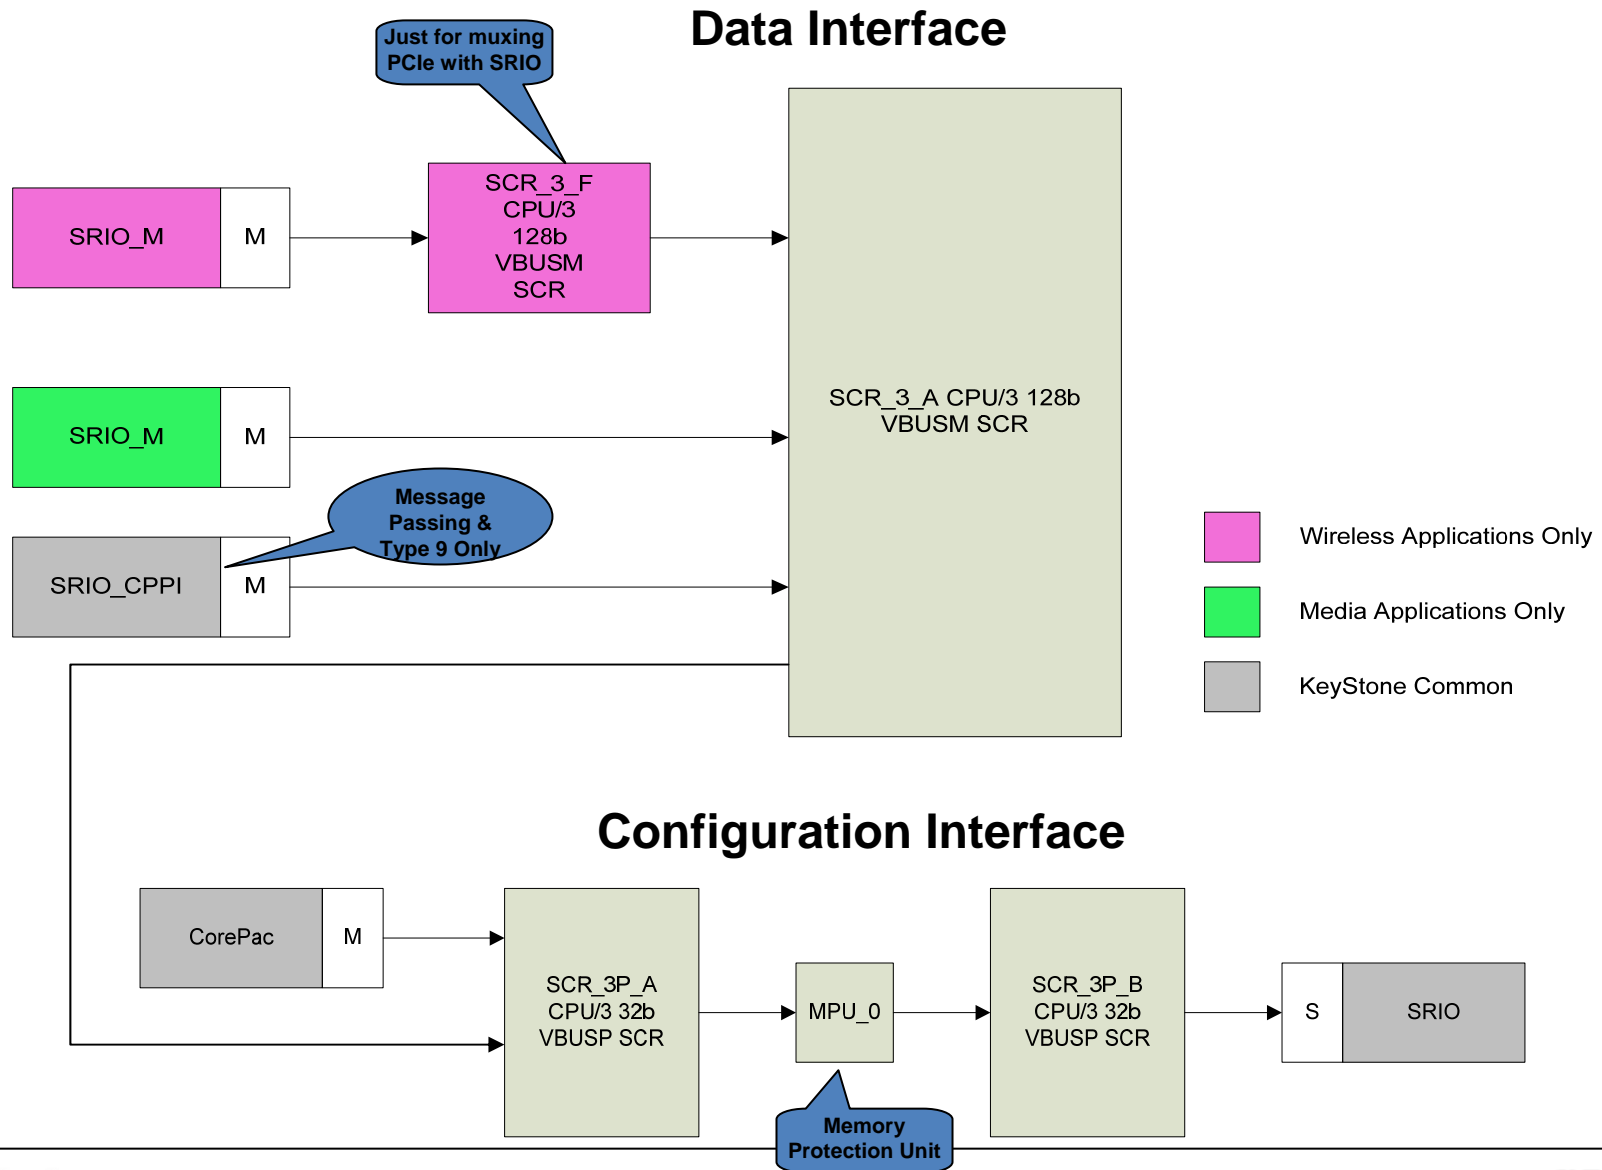 Data Interface
Just for muxing
PCIe with SRIO
SRIO_M
M
SCR_3_F
CPU/3
128b
VBUSM
SCR
SRIO_M
M
SCR_3_A CPU/3 128b
VBUSM SCR
Message
Passing &
Type 9 Only
SRIO_CPPI
M
Wireless Applications Only
Media Applications Only
KeyStone Common
Configuration Interface
CorePac
M
SCR_3P_A
CPU/3 32b
VBUSP SCR
MPU_0
SCR_3P_B
CPU/3 32b
VBUSP SCR
S
SRIO
Memory
Protection Unit